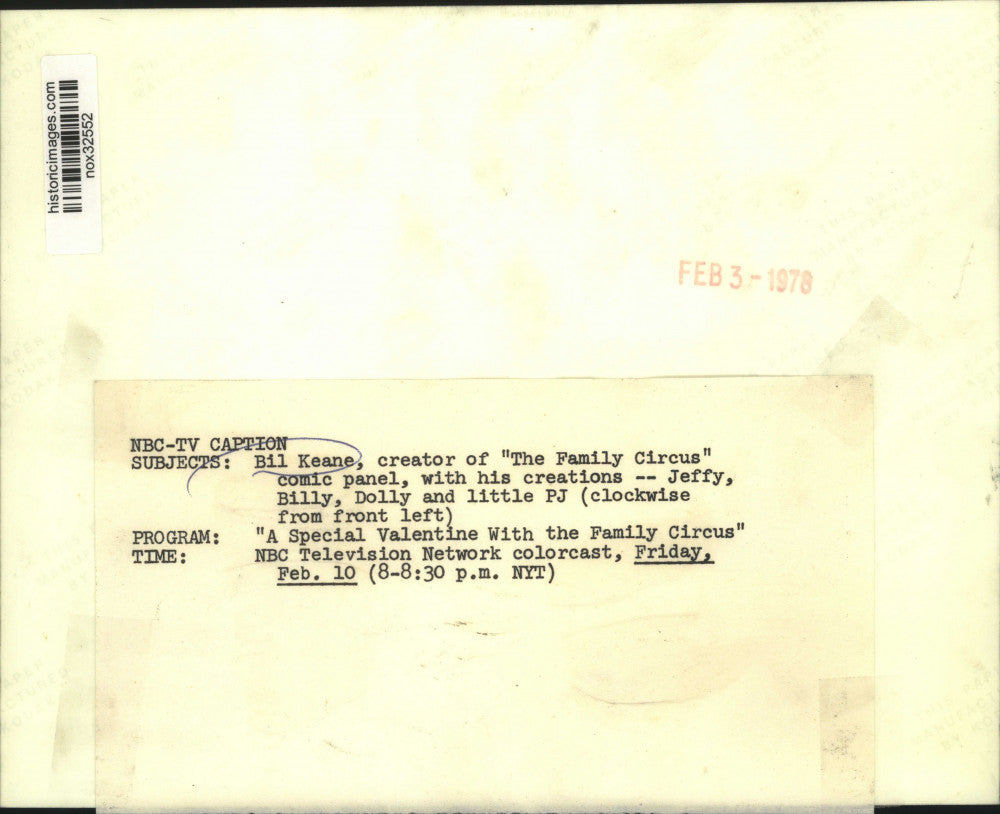 historicimages.com
nox32552
FEB 3 - 1978
NBC-TV CAPTION
SUBJECTS: Bil Keane, creator of "The Family Circus"
comic panel, with his creations -- Jeffy,
Billy, Dolly and little PJ (clockwise
from front left)
PROGRAM: "A Special Valentine With the Family Circus"
TIME: NBC Television Network colorcast, Friday,
Feb. 10 (8-8:30 p.m. NYT)